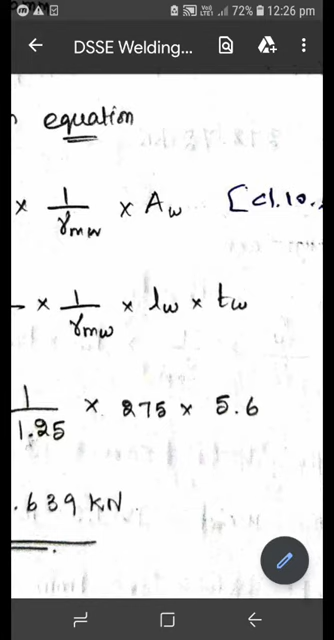 72% 12:26 pm
DSSE Welding...
equation
× 1/γmw × Aw [cl.10.
× 1/γmw × lw × tw
1/1.25 × 275 × 5.6
.639 KN